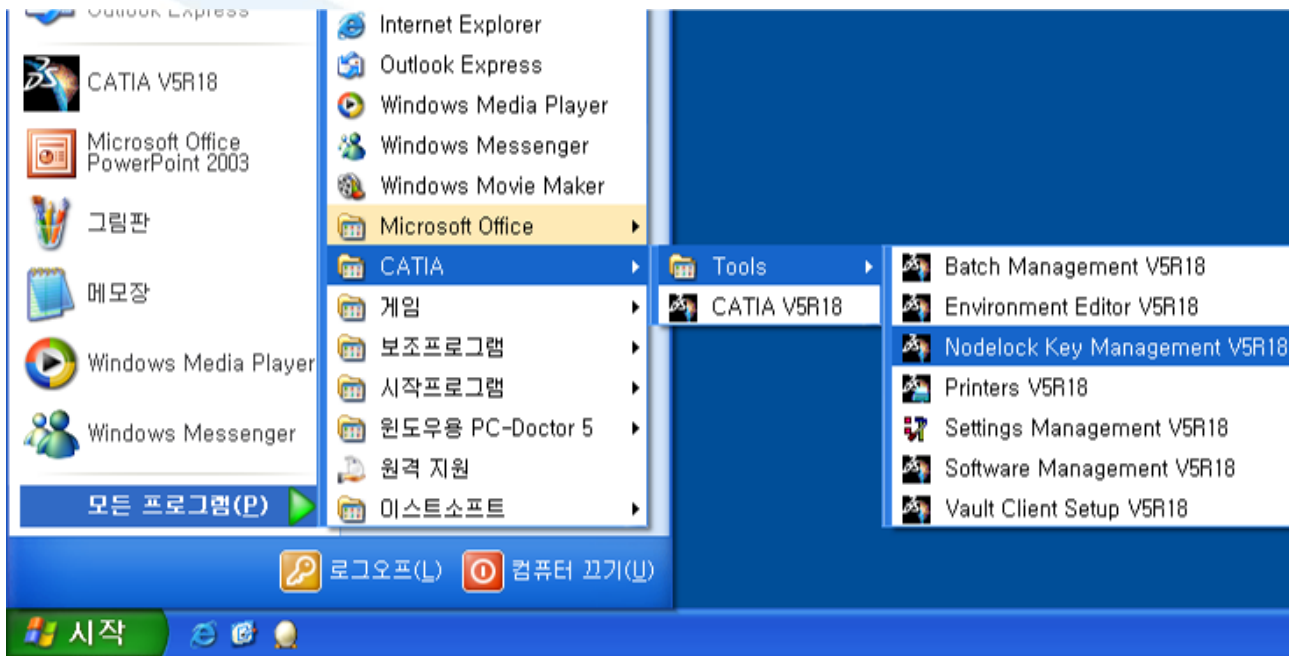 Outlook Express
CATIA V5R18
Microsoft Office
PowerPoint 2003
그림판
메모장
Windows Media Player
Windows Messenger
모든 프로그램(P)
Internet Explorer
Outlook Express
Windows Media Player
Windows Messenger
Windows Movie Maker
Microsoft Office
CATIA
게임
보조프로그램
시작프로그램
윈도우용 PC-Doctor 5
원격 지원
이스트소프트
Tools
CATIA V5R18
Batch Management V5R18
Environment Editor V5R18
Nodelock Key Management V5R18
Printers V5R18
Settings Management V5R18
Software Management V5R18
Vault Client Setup V5R18
로그오프(L)
컴퓨터 끄기(U)
시작